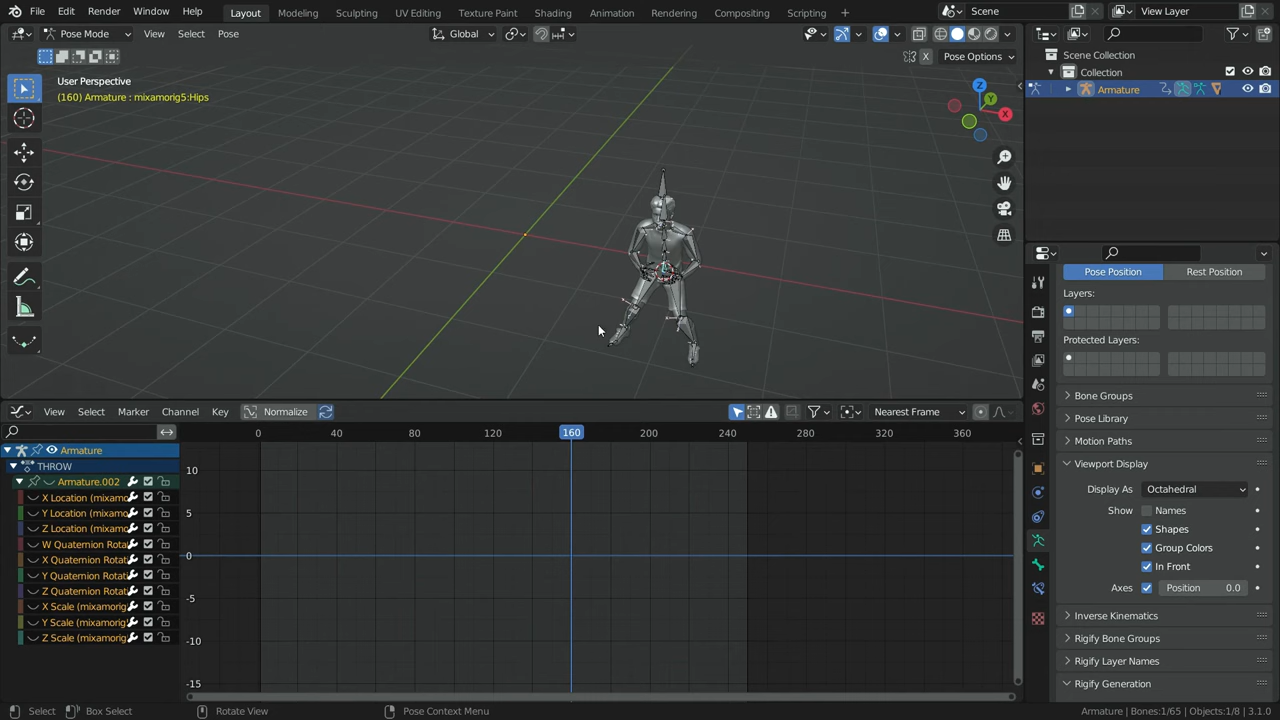 File Edit Render Window Help Layout Modeling Sculpting UV Editing Texture Paint Shading Animation Rendering Compositing Scripting + Scene View Layer
Pose Mode View Select Pose Global
X Pose Options
User Perspective
(160) Armature : mixamorig5:Hips
Z
Y
X
Scene Collection
Collection
Armature
Pose Position Rest Position
Layers:
Protected Layers:
Bone Groups
Pose Library
Motion Paths
Viewport Display
Display As Octahedral
Show Names
Shapes
Group Colors
In Front
Axes Position 0.0
Inverse Kinematics
Rigify Bone Groups
Rigify Layer Names
Rigify Generation
View Select Marker Channel Key Normalize Nearest Frame
0 40 80 120 160 200 240 280 320 360
Armature
THROW
Armature.002
X Location (mixamo
Y Location (mixamo
Z Location (mixamo
W Quaternion Rotat
X Quaternion Rotati
Y Quaternion Rotati
Z Quaternion Rotati
X Scale (mixamorig
Y Scale (mixamorig
Z Scale (mixamorig
10
5
0
-5
-10
-15
Select Box Select Rotate View Pose Context Menu Armature | Bones:1/65 | Objects:1/8 | 3.1.0